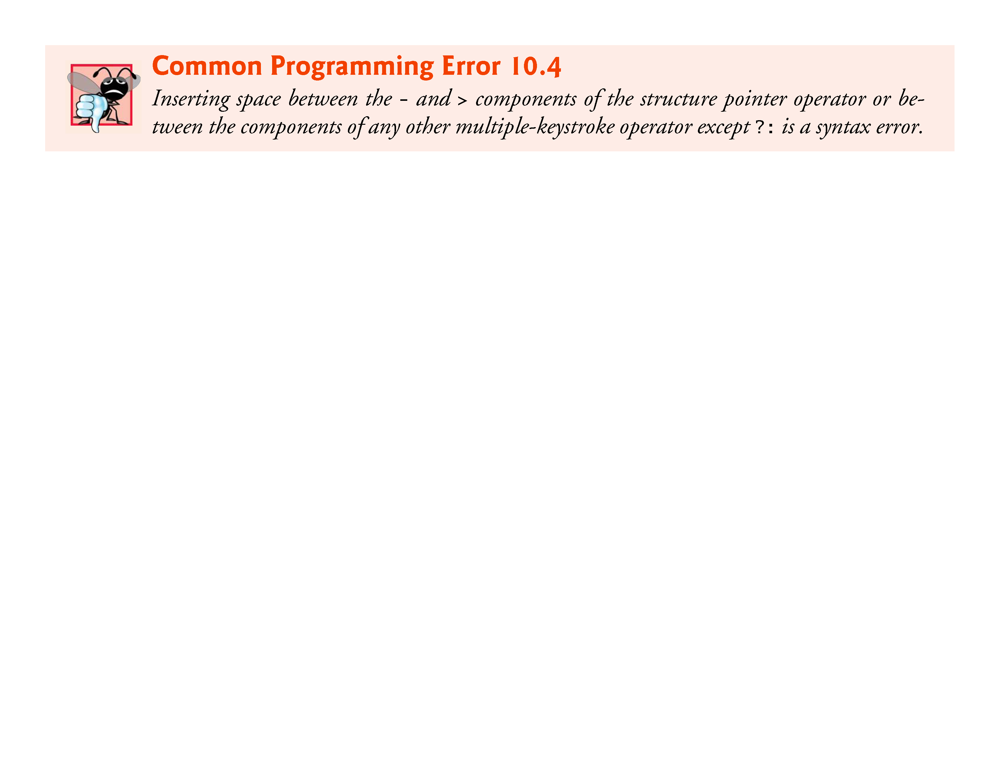 Common Programming Error 10.4
Inserting space between the - and > components of the structure pointer operator or be-
tween the components of any other multiple-keystroke operator except ?: is a syntax error.